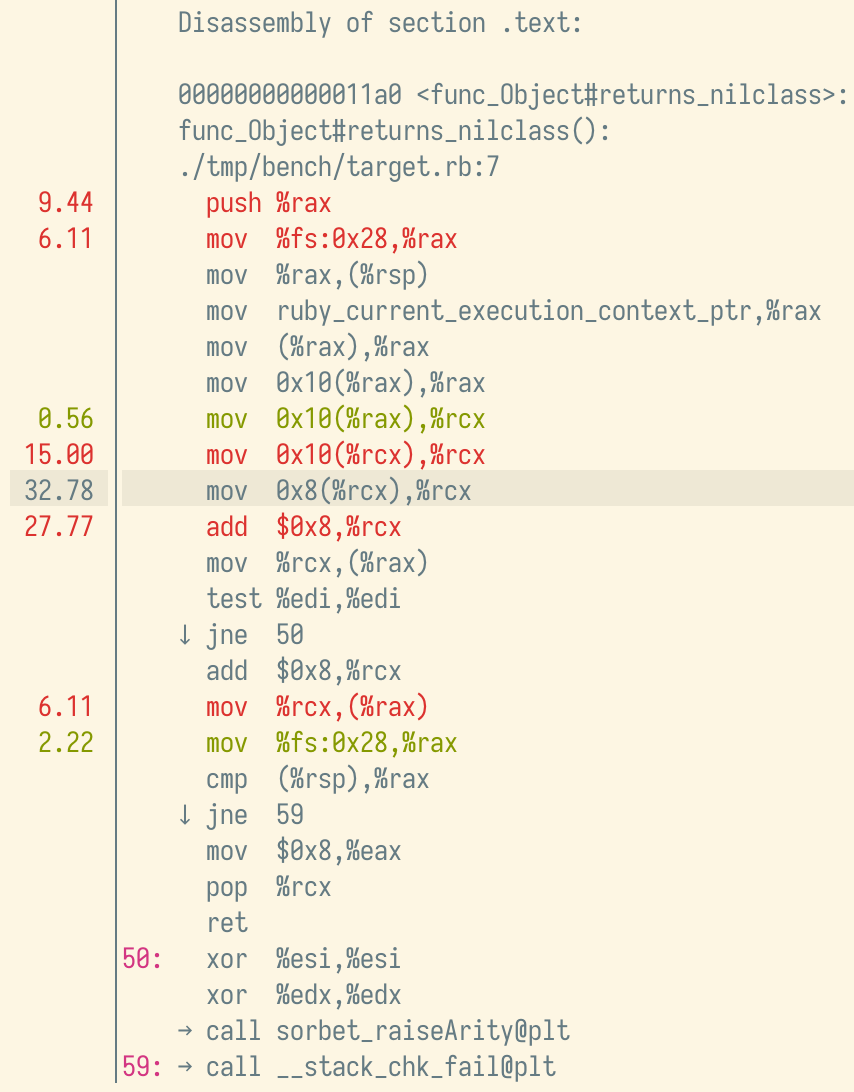 Disassembly of section .text:
00000000000011a0 <func_Object#returns_nilclass>:
func_Object#returns_nilclass():
./tmp/bench/target.rb:7
9.44 push %rax
6.11 mov %fs:0x28,%rax
mov %rax,(%rsp)
mov ruby_current_execution_context_ptr,%rax
mov (%rax),%rax
mov 0x10(%rax),%rax
0.56 mov 0x10(%rax),%rcx
15.00 mov 0x10(%rcx),%rcx
32.78 mov 0x8(%rcx),%rcx
27.77 add $0x8,%rcx
mov %rcx,(%rax)
test %edi,%edi
↓ jne 50
add $0x8,%rcx
6.11 mov %rcx,(%rax)
2.22 mov %fs:0x28,%rax
cmp (%rsp),%rax
↓ jne 59
mov $0x8,%eax
pop %rcx
ret
50: xor %esi,%esi
xor %edx,%edx
→ call sorbet_raiseArity@plt
59: → call __stack_chk_fail@plt